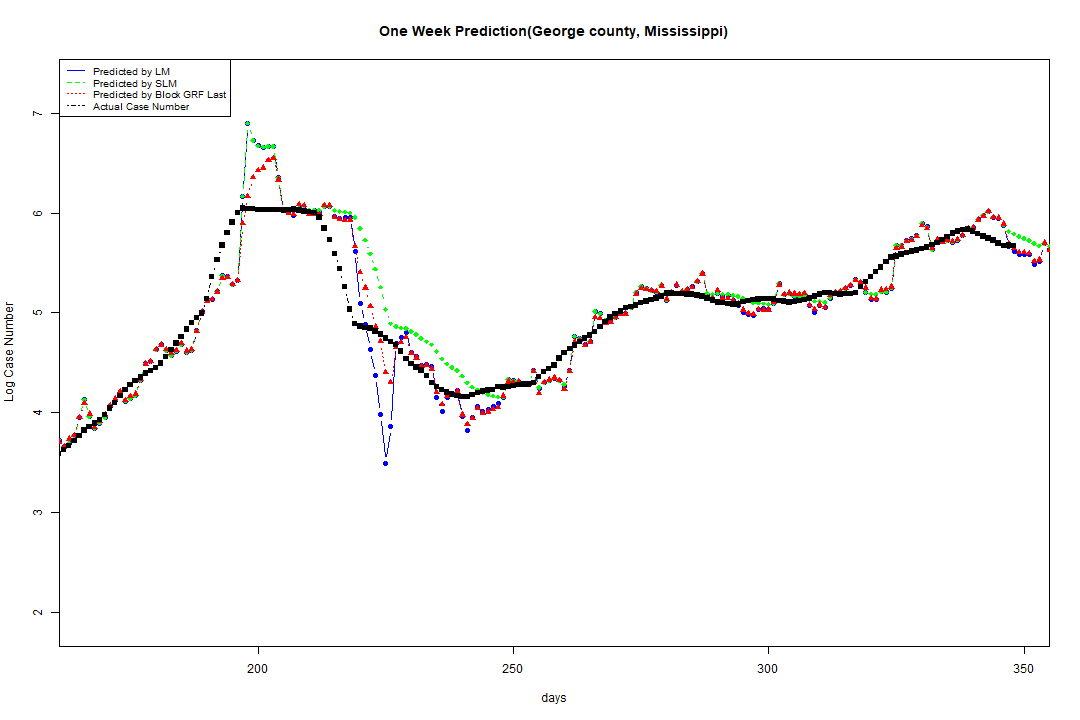 One Week Prediction(George county, Mississippi)
Predicted by LM
Predicted by SLM
Predicted by Block GRF Last
Actual Case Number
7
6
5
4
3
2
Log Case Number
200 250 300 350
days